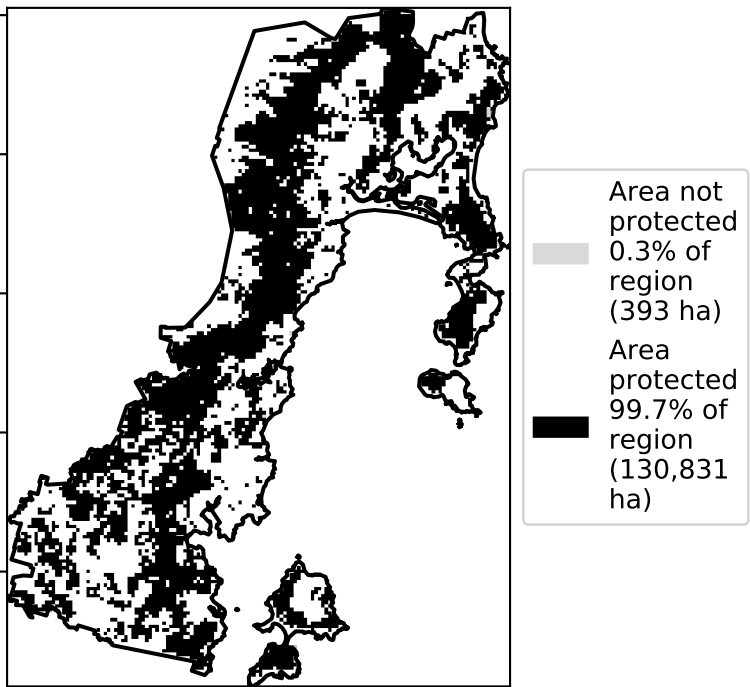 Area not
protected
0.3% of
region
(393 ha)
Area
protected
99.7% of
region
(130,831
ha)